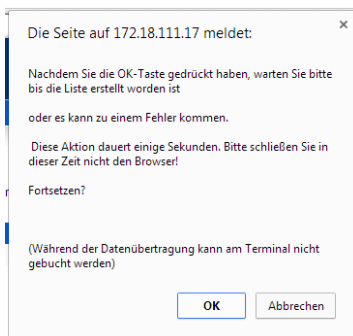 Die Seite auf 172.18.111.17 meldet:
Nachdem Sie die OK-Taste gedrückt haben, warten Sie bitte
bis die Liste erstellt worden ist
oder es kann zu einem Fehler kommen.
Diese Aktion dauert einige Sekunden. Bitte schließen Sie in
dieser Zeit nicht den Browser!
Fortsetzen?
(Während der Datenübertragung kann am Terminal nicht
gebucht werden)
OK Abbrechen